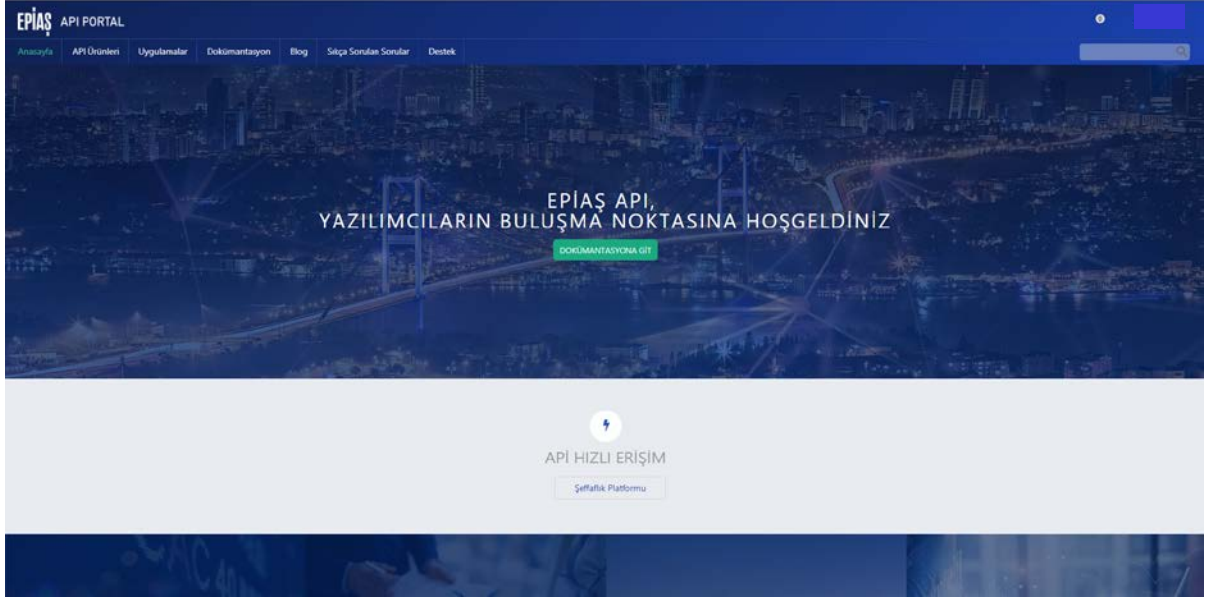 EPİAŞ API PORTAL
Anasayfa API Ürünleri Uygulamalar Dokümantasyon Blog Sıkça Sorulan Sorular Destek
EPİAŞ API,
YAZILIMCILARIN BULUŞMA NOKTASINA HOŞGELDİNİZ
DOKÜMANTASYONA GİT
APİ HIZLI ERİŞİM
Şeffaflık Platformu